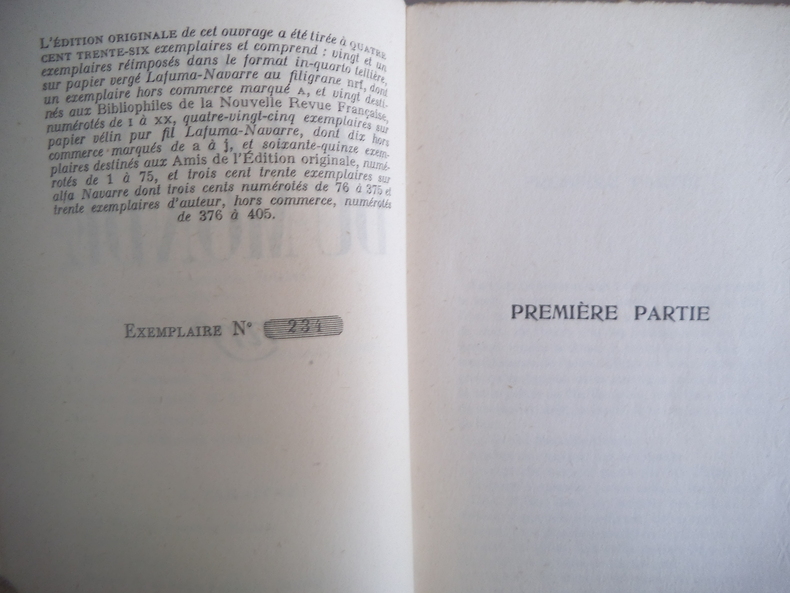 L'ÉDITION ORIGINALE de cet ouvrage a été tirée à QUATRE
CENT TRENTE-SIX exemplaires et comprend : vingt et un
exemplaires réimposés dans le format in-quarto tellière,
sur papier vergé Lafuma-Navarre au filigrane nrf, dont
un exemplaire hors commerce marqué A, et vingt desti-
nés aux Bibliophiles de la Nouvelle Revue Française,
numérotés de I à XX, quatre-vingt-cinq exemplaires sur
papier vélin pur fil Lafuma-Navarre, dont dix hors
commerce marqués de a à j, et soixante-quinze exem-
plaires destinés aux Amis de l'Édition originale, numé-
rotés de 1 à 75, et trois cent trente exemplaires sur
alfa Navarre dont trois cents numérotés de 76 à 375 et
trente exemplaires d'auteur, hors commerce, numérotés
de 376 à 405.
EXEMPLAIRE N° 234
PREMIÈRE PARTIE